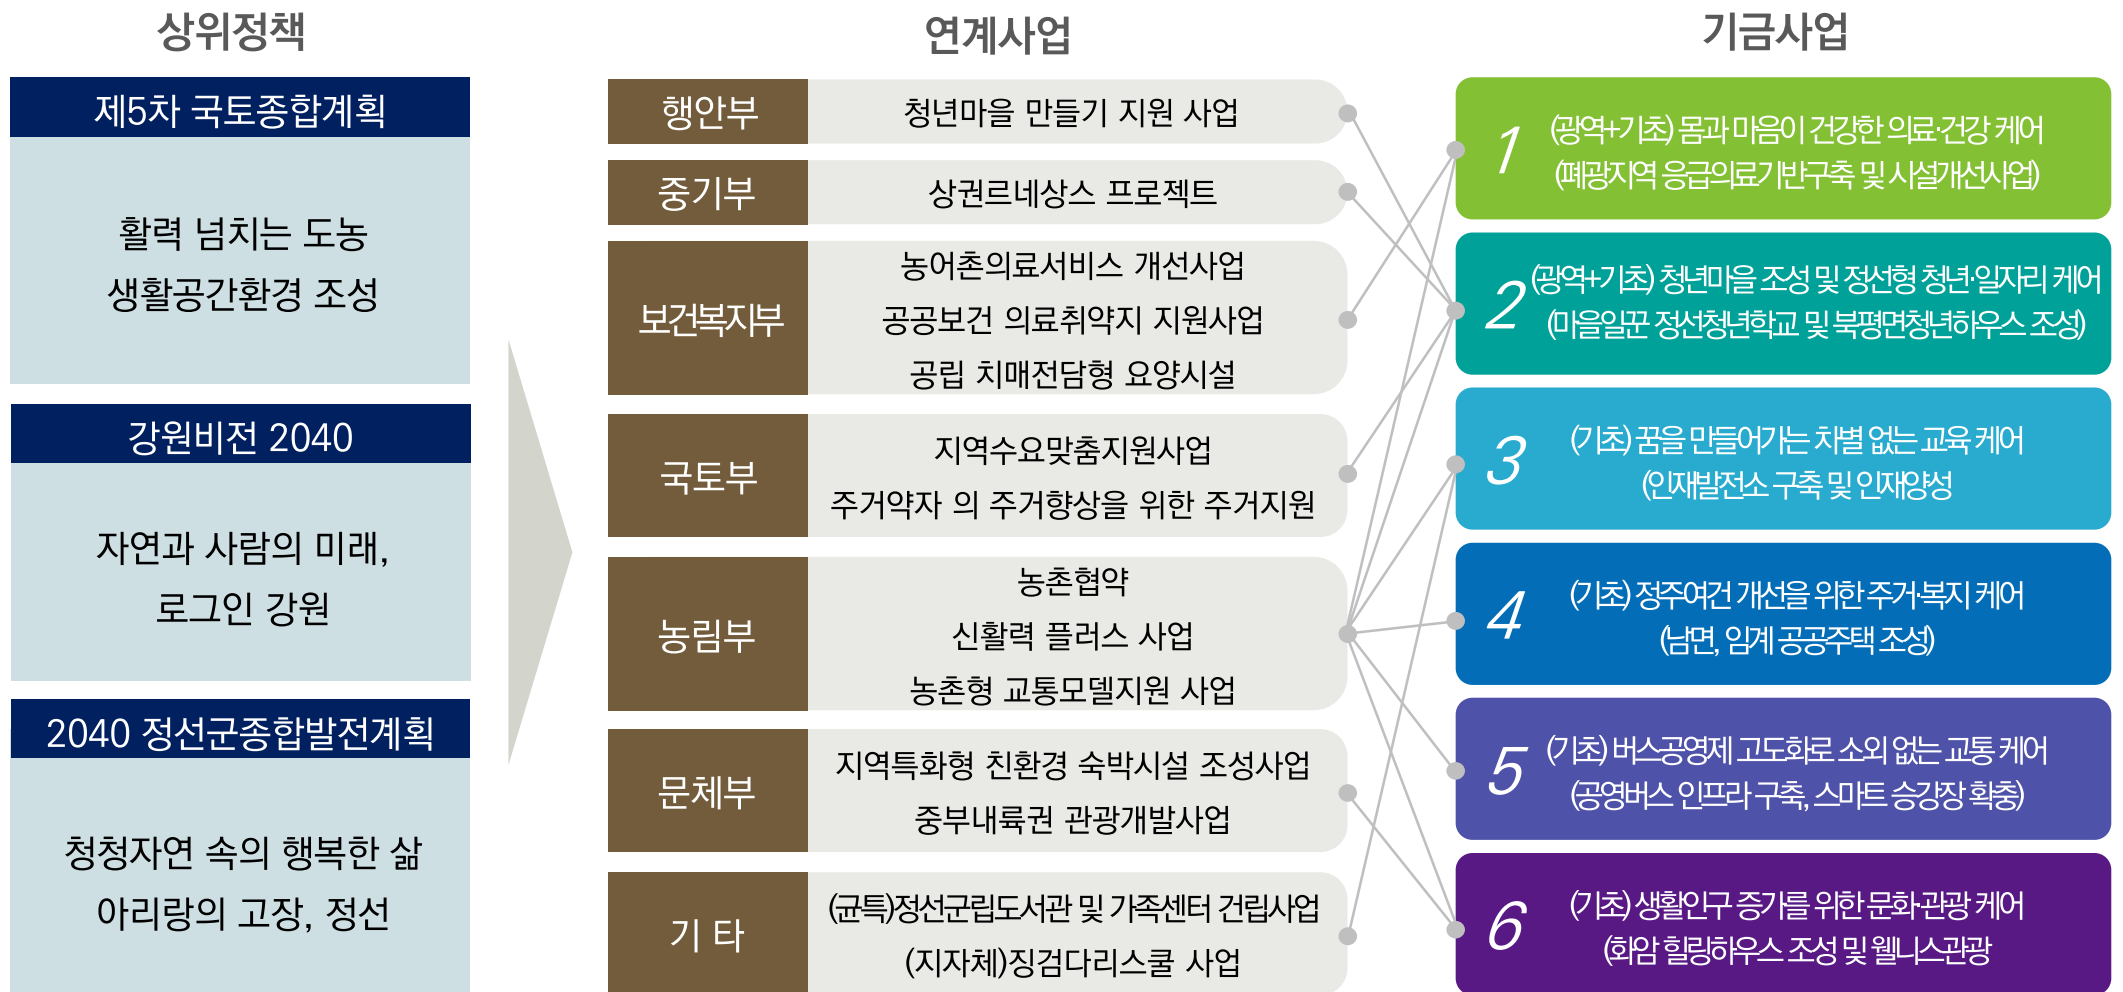 상위정책
제5차 국토종합계획
활력 넘치는 도농
생활공간환경 조성
강원비전 2040
자연과 사람의 미래,
로그인 강원
2040 정선군종합발전계획
청청자연 속의 행복한 삶
아리랑의 고장, 정선
연계사업
행안부
청년마을 만들기 지원 사업
중기부
상권르네상스 프로젝트
보건복지부
농어촌의료서비스 개선사업
공공보건 의료취약지 지원사업
공립 치매전담형 요양시설
국토부
지역수요맞춤지원사업
주거약자 의 주거향상을 위한 주거지원
농림부
농촌협약
신활력 플러스 사업
농촌형 교통모델지원 사업
문체부
지역특화형 친환경 숙박시설 조성사업
중부내륙권 관광개발사업
기 타
(균특)정선군립도서관 및 가족센터 건립사업
(지자체)징검다리스쿨 사업
기금사업
1
(광역+기초) 몸과 마음이 건강한 의료·건강 케어
(폐광지역 응급의료기반구축 및 시설개선사업)
2
(광역+기초) 청년마을 조성 및 정선형 청년·일자리 케어
(마을일꾼 정선청년학교 및 북평면청년하우스 조성)
3
(기초) 꿈을 만들어가는 차별 없는 교육 케어
(인재발전소 구축 및 인재양성
4
(기초) 정주여건 개선을 위한 주거·복지 케어
(남면, 임계 공공주택 조성)
5
(기초) 버스공영제 고도화로 소외 없는 교통 케어
(공영버스 인프라 구축, 스마트 승강장 확충)
6
(기초) 생활인구 증가를 위한 문화·관광 케어
(화암 힐링하우스 조성 및 웰니스관광